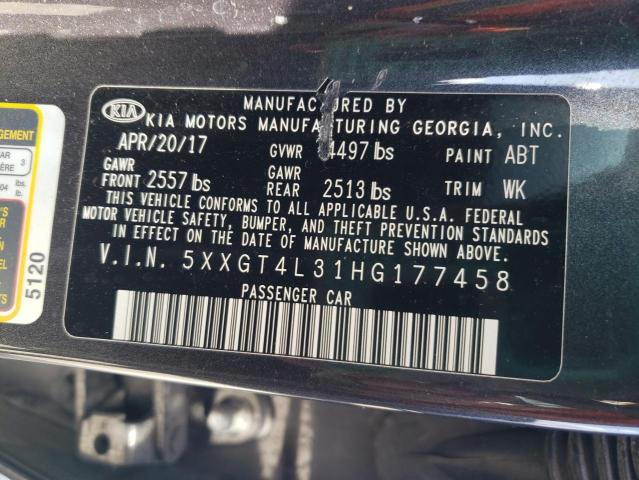 MANUFACTURED BY
KIA KIA MOTORS MANUFACTURING GEORGIA, INC.
APR/20/17 GVWR 4497 lbs PAINT ABT
GAWR FRONT 2557 lbs GAWR REAR 2513 lbs TRIM WK
THIS VEHICLE CONFORMS TO ALL APPLICABLE U.S.A. FEDERAL
MOTOR VEHICLE SAFETY, BUMPER, AND THEFT PREVENTION STANDARDS
IN EFFECT ON THE DATE OF MANUFACTURE SHOWN ABOVE.
V.I.N. 5XXGT4L31HG177458
PASSENGER CAR
5120